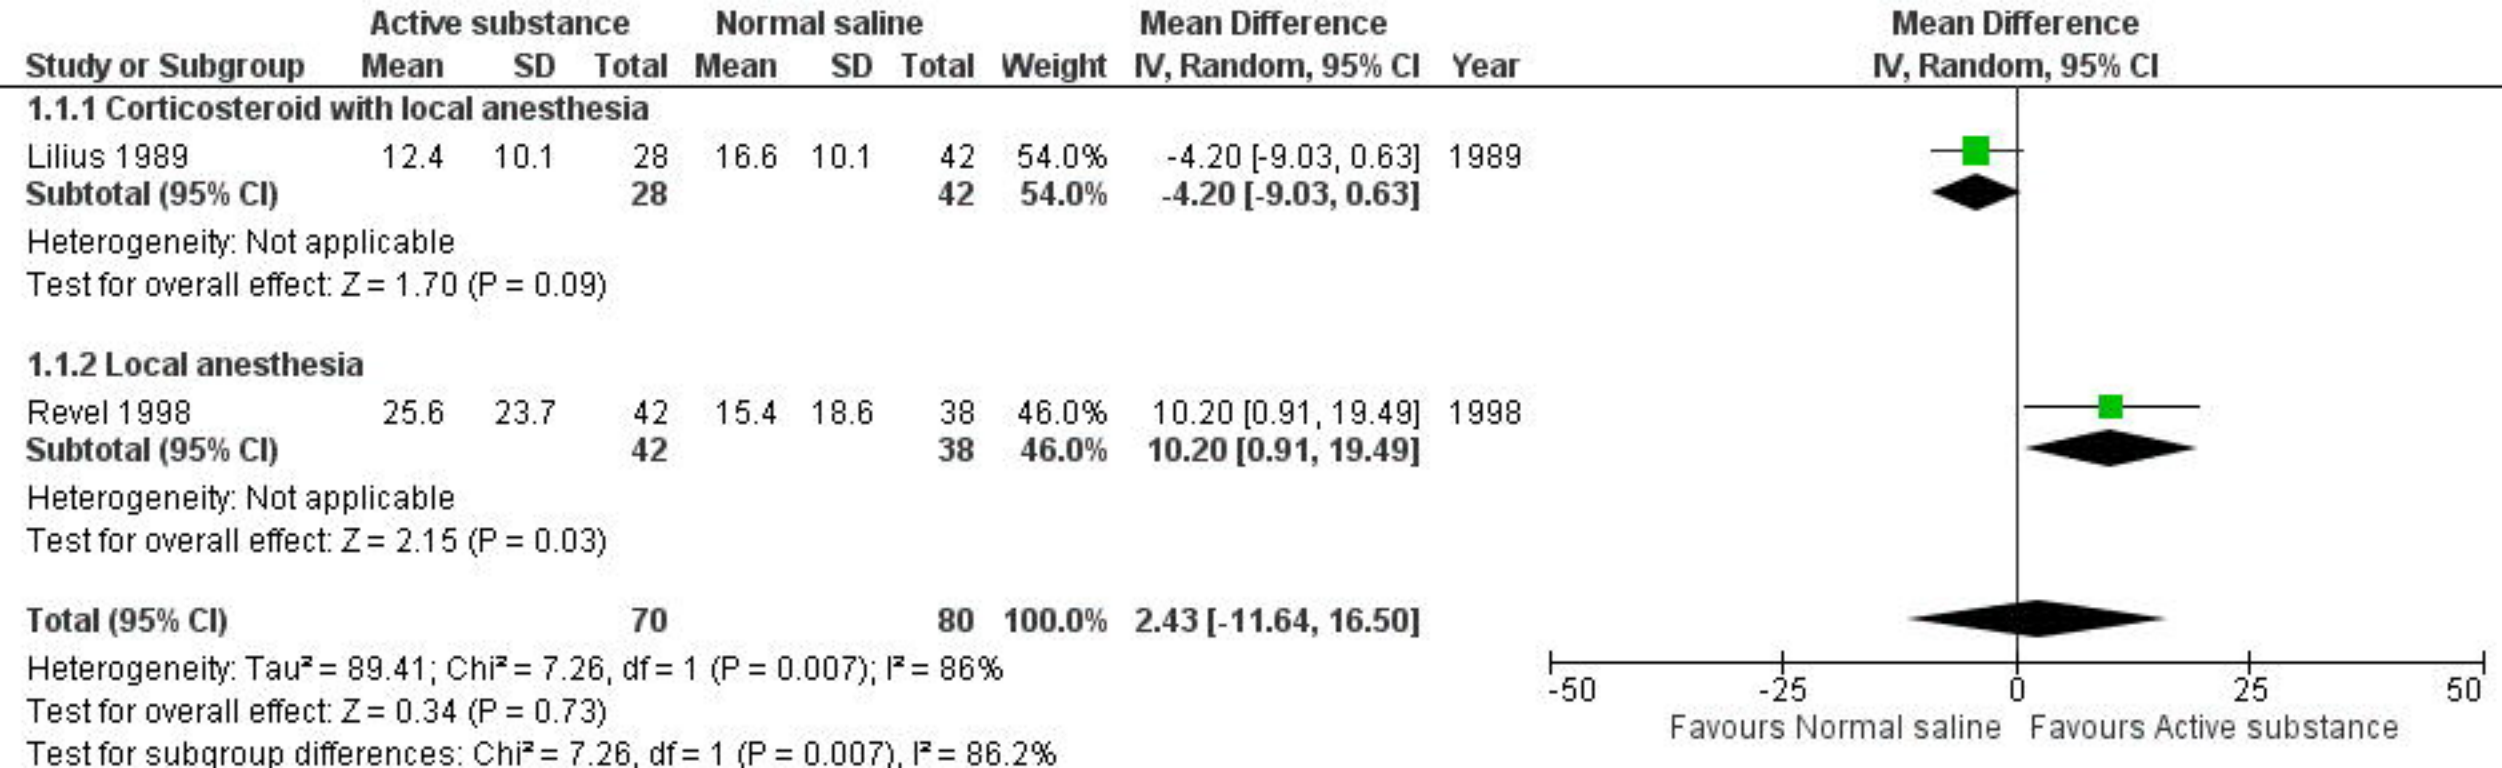 Active substance Normal saline Mean Difference Mean Difference
Study or Subgroup Mean SD Total Mean SD Total Weight IV, Random, 95% CI Year IV, Random, 95% CI
1.1.1 Corticosteroid with local anesthesia
Lilius 1989 12.4 10.1 28 16.6 10.1 42 54.0% -4.20 [-9.03, 0.63] 1989
Subtotal (95% CI) 28 42 54.0% -4.20 [-9.03, 0.63]
Heterogeneity: Not applicable
Test for overall effect: Z = 1.70 (P = 0.09)
1.1.2 Local anesthesia
Revel 1998 25.6 23.7 42 15.4 18.6 38 46.0% 10.20 [0.91, 19.49] 1998
Subtotal (95% CI) 42 38 46.0% 10.20 [0.91, 19.49]
Heterogeneity: Not applicable
Test for overall effect: Z = 2.15 (P = 0.03)
Total (95% CI) 70 80 100.0% 2.43 [-11.64, 16.50]
Heterogeneity: Tau² = 89.41; Chi² = 7.26, df = 1 (P = 0.007); I² = 86%
Test for overall effect: Z = 0.34 (P = 0.73)
Test for subgroup differences: Chi² = 7.26, df = 1 (P = 0.007), I² = 86.2%
-50 -25 0 25 50
Favours Normal saline Favours Active substance